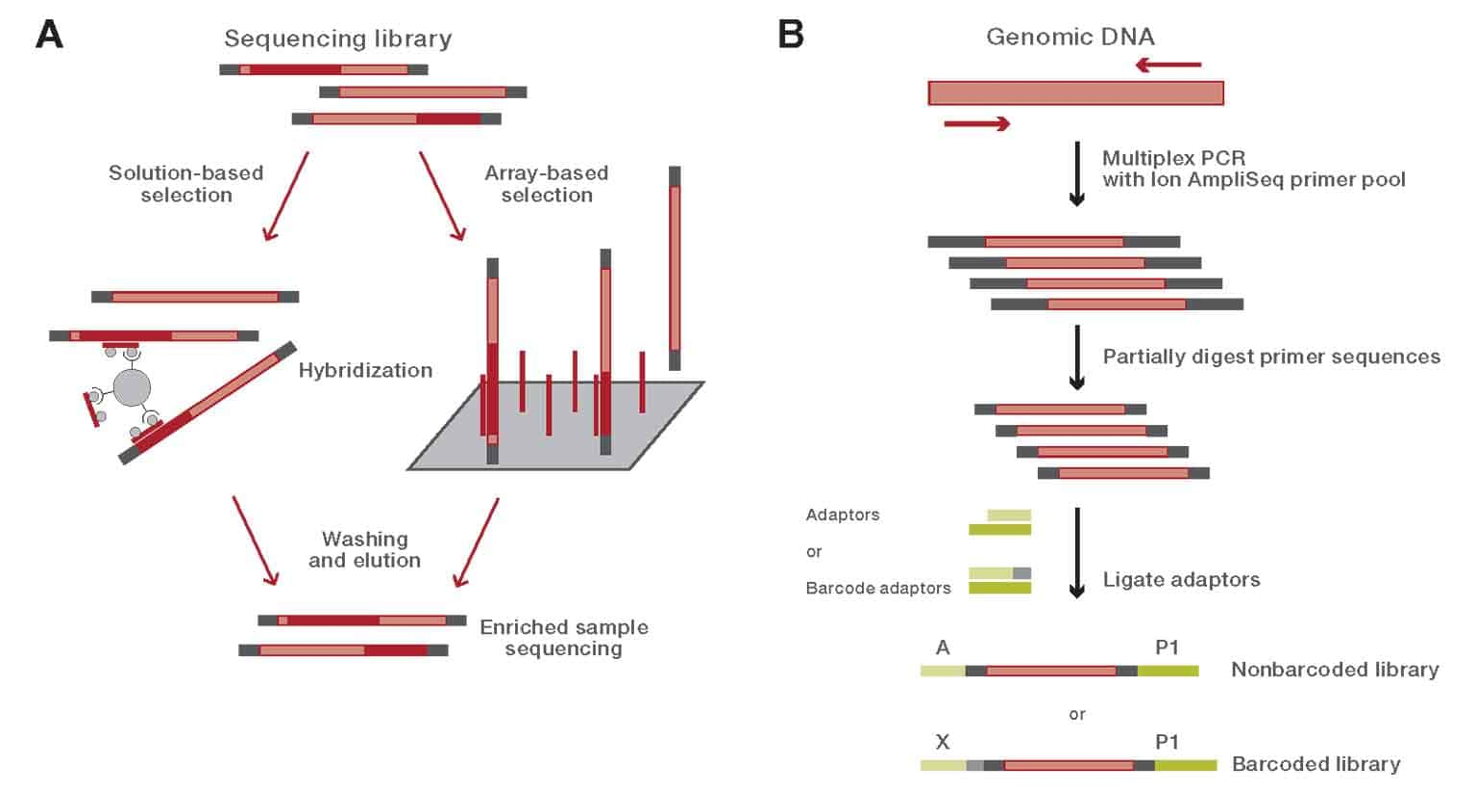 A
Sequencing library
Solution-based
selection
Array-based
selection
Hybridization
Washing
and elution
Enriched sample
sequencing
B
Genomic DNA
Multiplex PCR
with Ion AmpliSeq primer pool
Partially digest primer sequences
Adaptors
or
Barcode adaptors
Ligate adaptors
A
P1
Nonbarcoded library
or
X
P1
Barcoded library